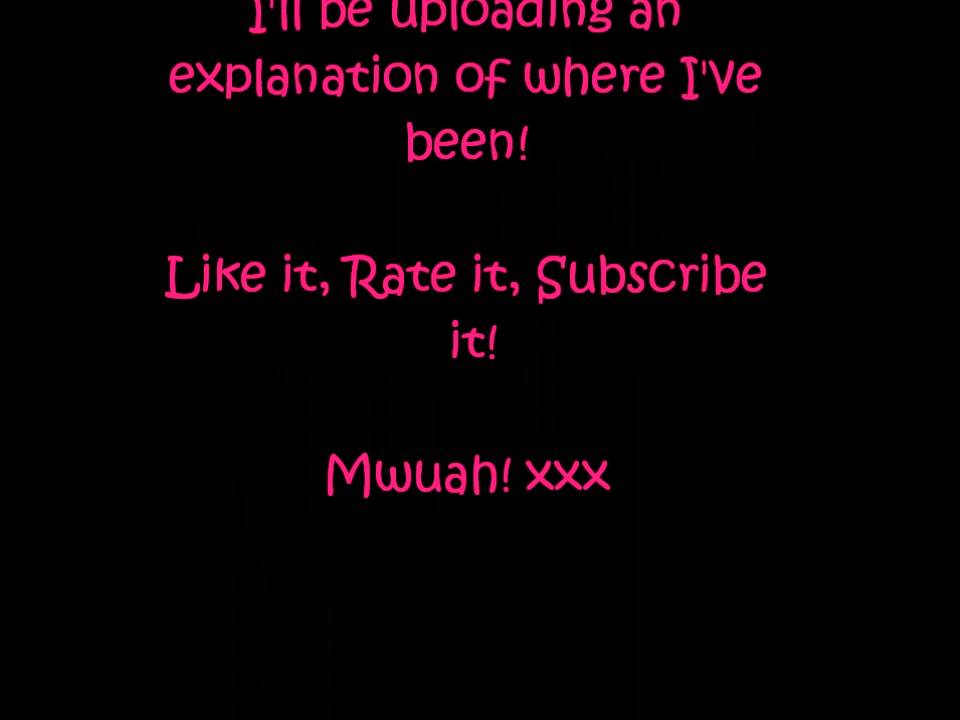 I'll be uploading an
explanation of where I've
been!
Like it, Rate it, Subscribe
it!
Mwuah! xxx